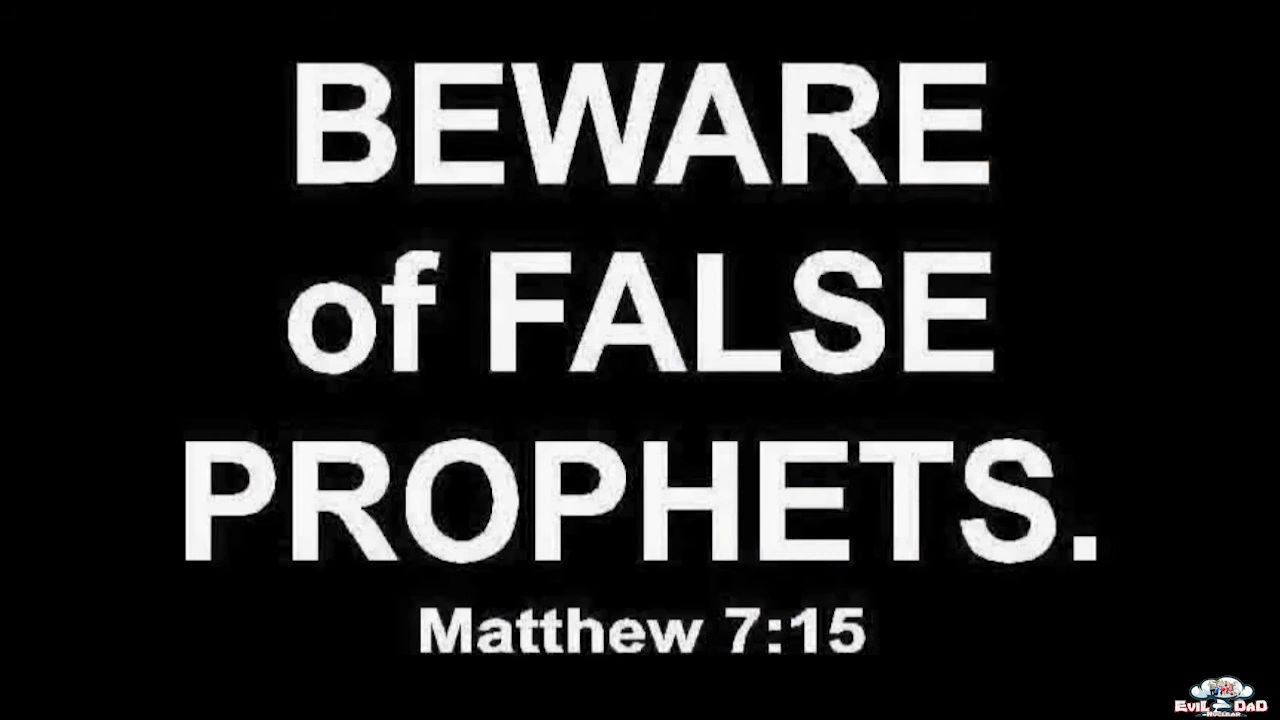 BEWARE
of FALSE
PROPHETS.
Matthew 7:15
EVIL DAD